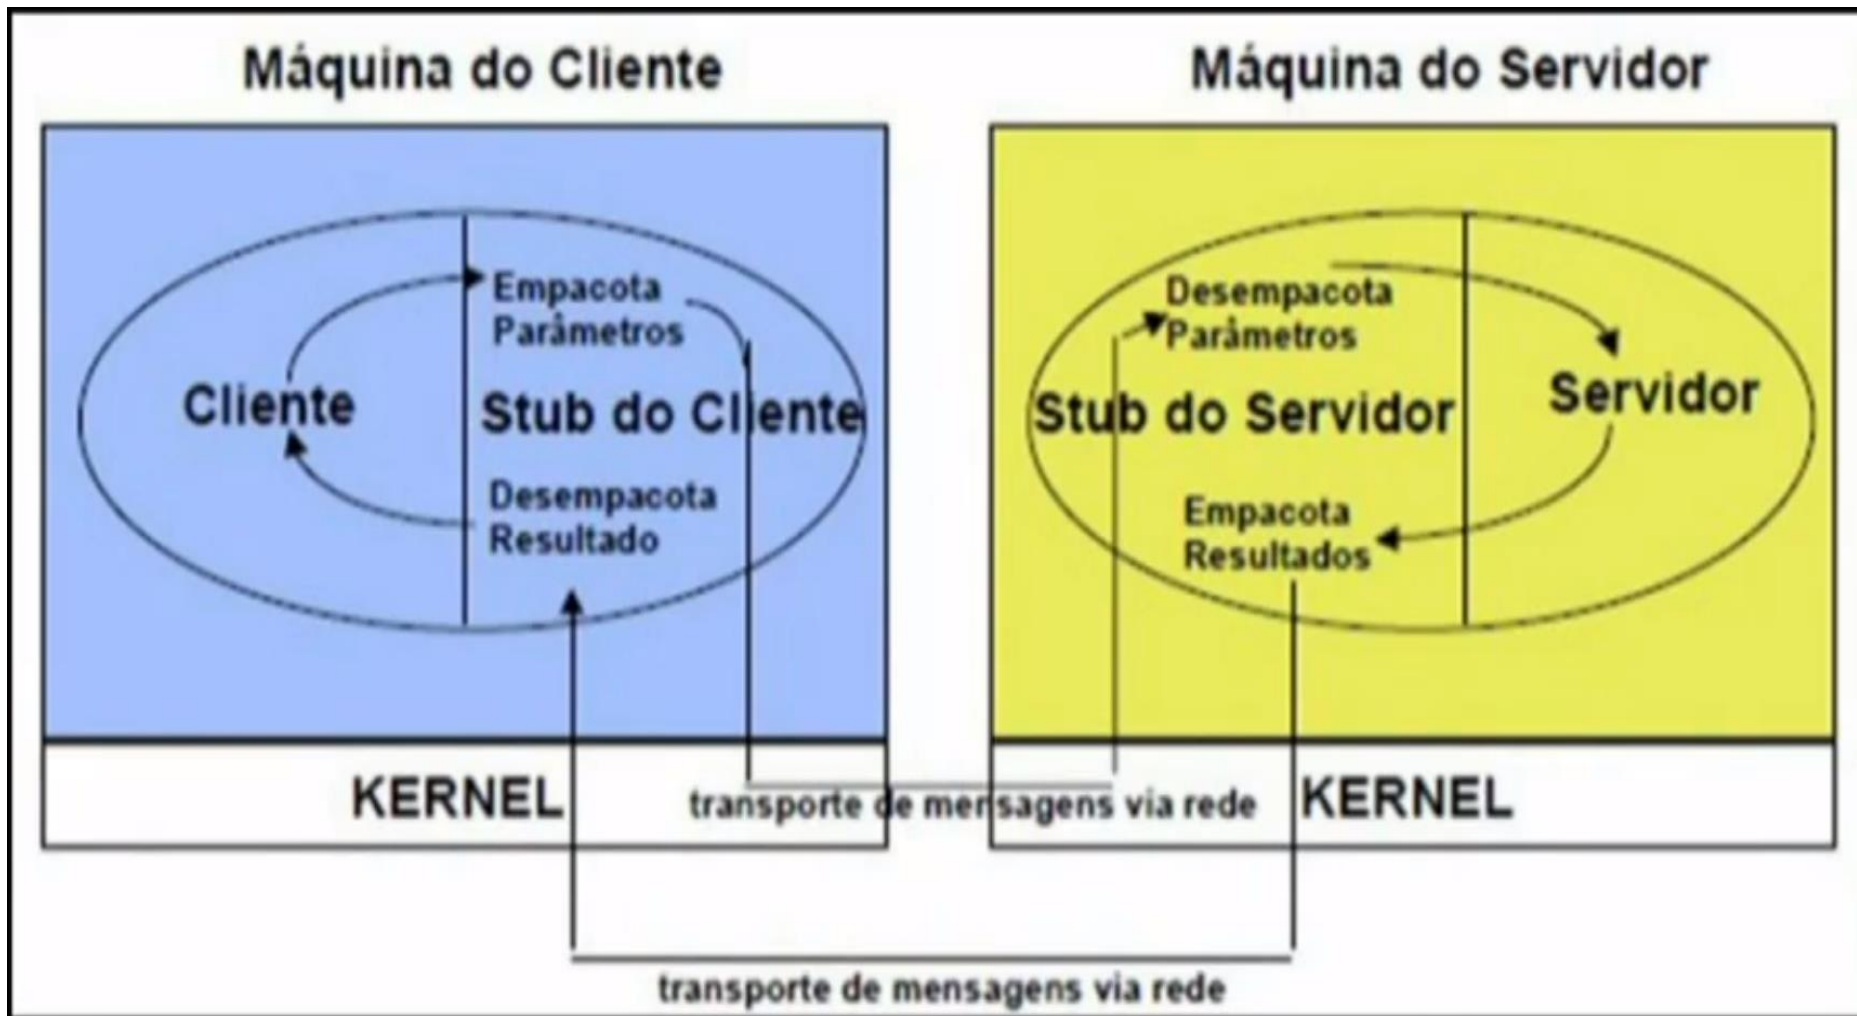 Máquina do Cliente
Máquina do Servidor
Empacota
Parâmetros
Cliente
Stub do Cliente
Desempacota
Resultado
Desempacota
Parâmetros
Stub do Servidor
Servidor
Empacota
Resultados
KERNEL
transporte de mensagens via rede
KERNEL
transporte de mensagens via rede